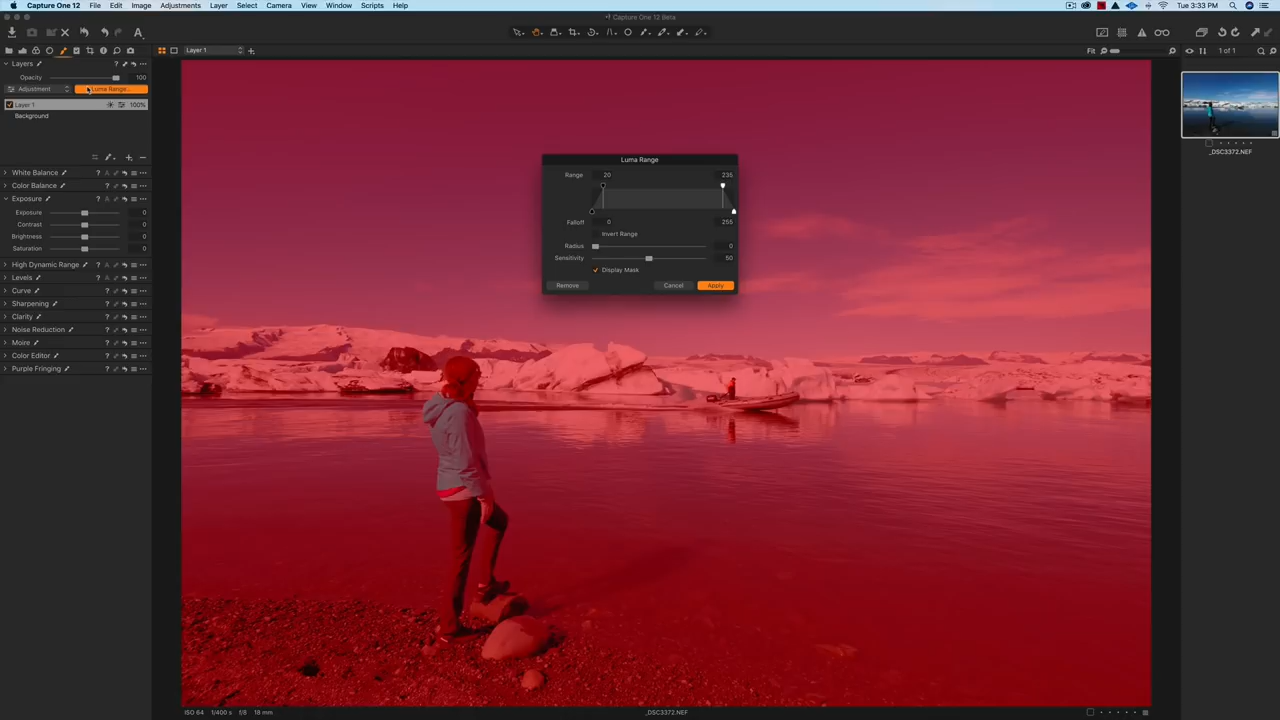 Capture One 12 File Edit Image Adjustments Layer Select Camera View Window Scripts Help Tue 3:33 PM
Capture One 12 Beta
Layer 1 Fit 1 of 1
Layers
Opacity 100
Adjustment Luma Range...
Layer 1 100%
Background
White Balance
Color Balance
Exposure
Exposure 0
Contrast 0
Brightness 0
Saturation 0
High Dynamic Range
Levels
Curve
Sharpening
Clarity
Noise Reduction
Moire
Color Editor
Purple Fringing
Luma Range
Range 20 235
Falloff 0 255
Invert Range
Radius 0
Sensitivity 50
Display Mask
Remove Cancel Apply
_DSC3372.NEF
ISO 64 1/400 s f/8 18 mm _DSC3372.NEF